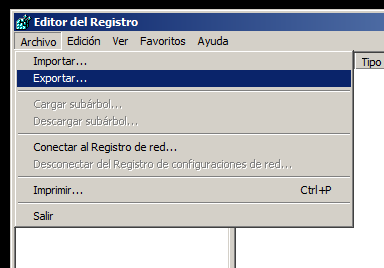 Editor del Registro
Archivo Edición Ver Favoritos Ayuda
Importar...
Tipo
Exportar...
Cargar subárbol...
Descargar subárbol...
Conectar al Registro de red...
Desconectar del Registro de configuraciones de red...
Imprimir... Ctrl+P
Salir